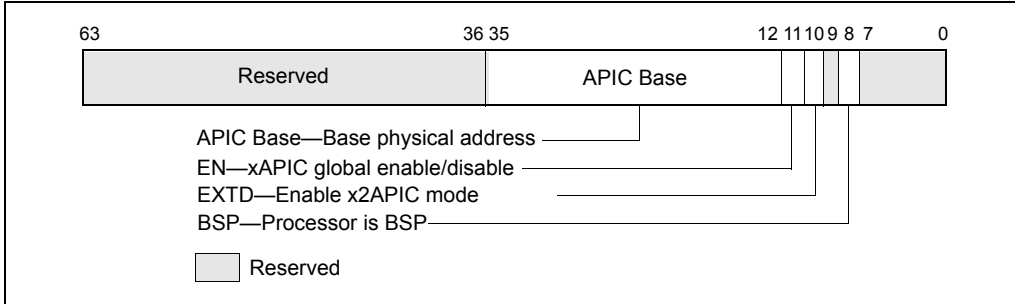 63 36 35 12 11 10 9 8 7 0
Reserved APIC Base
APIC Base—Base physical address
EN—xAPIC global enable/disable
EXTD—Enable x2APIC mode
BSP—Processor is BSP
Reserved